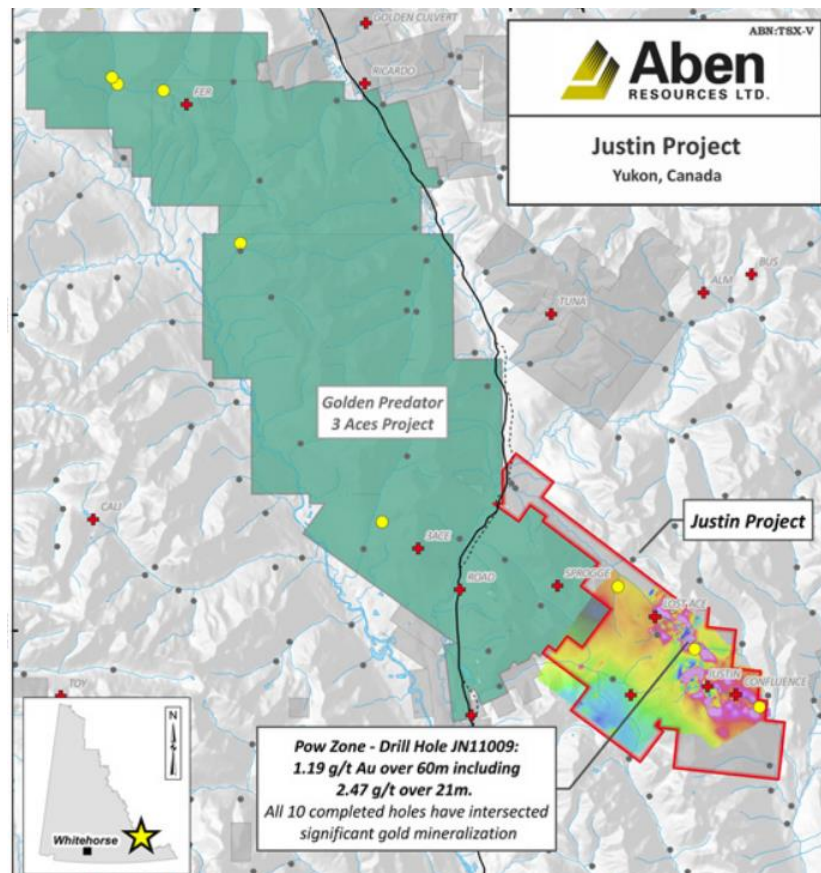 ABN:TSX-V
Aben
RESOURCES LTD.
Justin Project
Yukon, Canada
GOLDEN CULVERT
RICARDO
FER
BUS
ALM
TUNA
Golden Predator
3 Aces Project
CALI
3ACE
Justin Project
ROAD
SPROGGE
LOST ACE
TOY
JUSTIN
CONFLUENCE
Pow Zone - Drill Hole JN11009:
1.19 g/t Au over 60m including
2.47 g/t over 21m.
All 10 completed holes have intersected
significant gold mineralization
N
Whitehorse